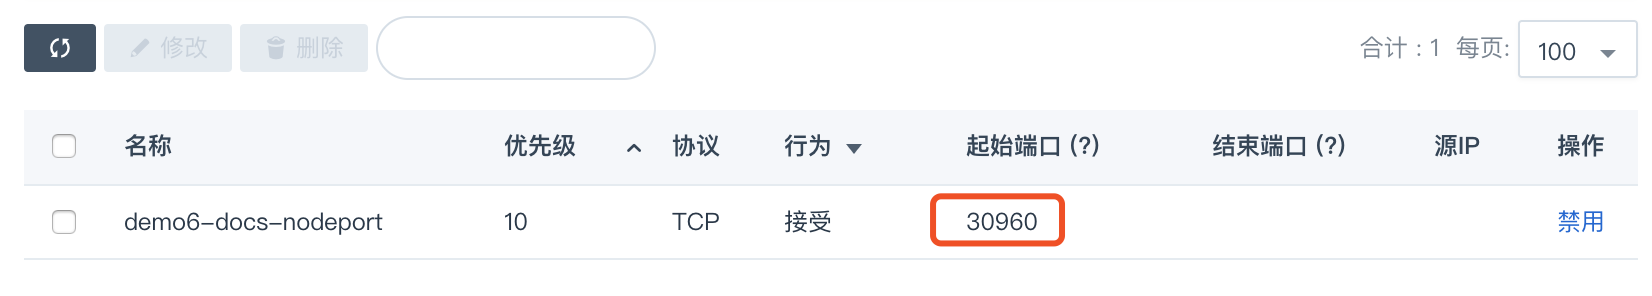 修改 删除 合计：1 每页: 100
名称 优先级 协议 行为 起始端口 (?) 结束端口 (?) 源IP 操作
demo6-docs-nodeport 10 TCP 接受 30960 禁用